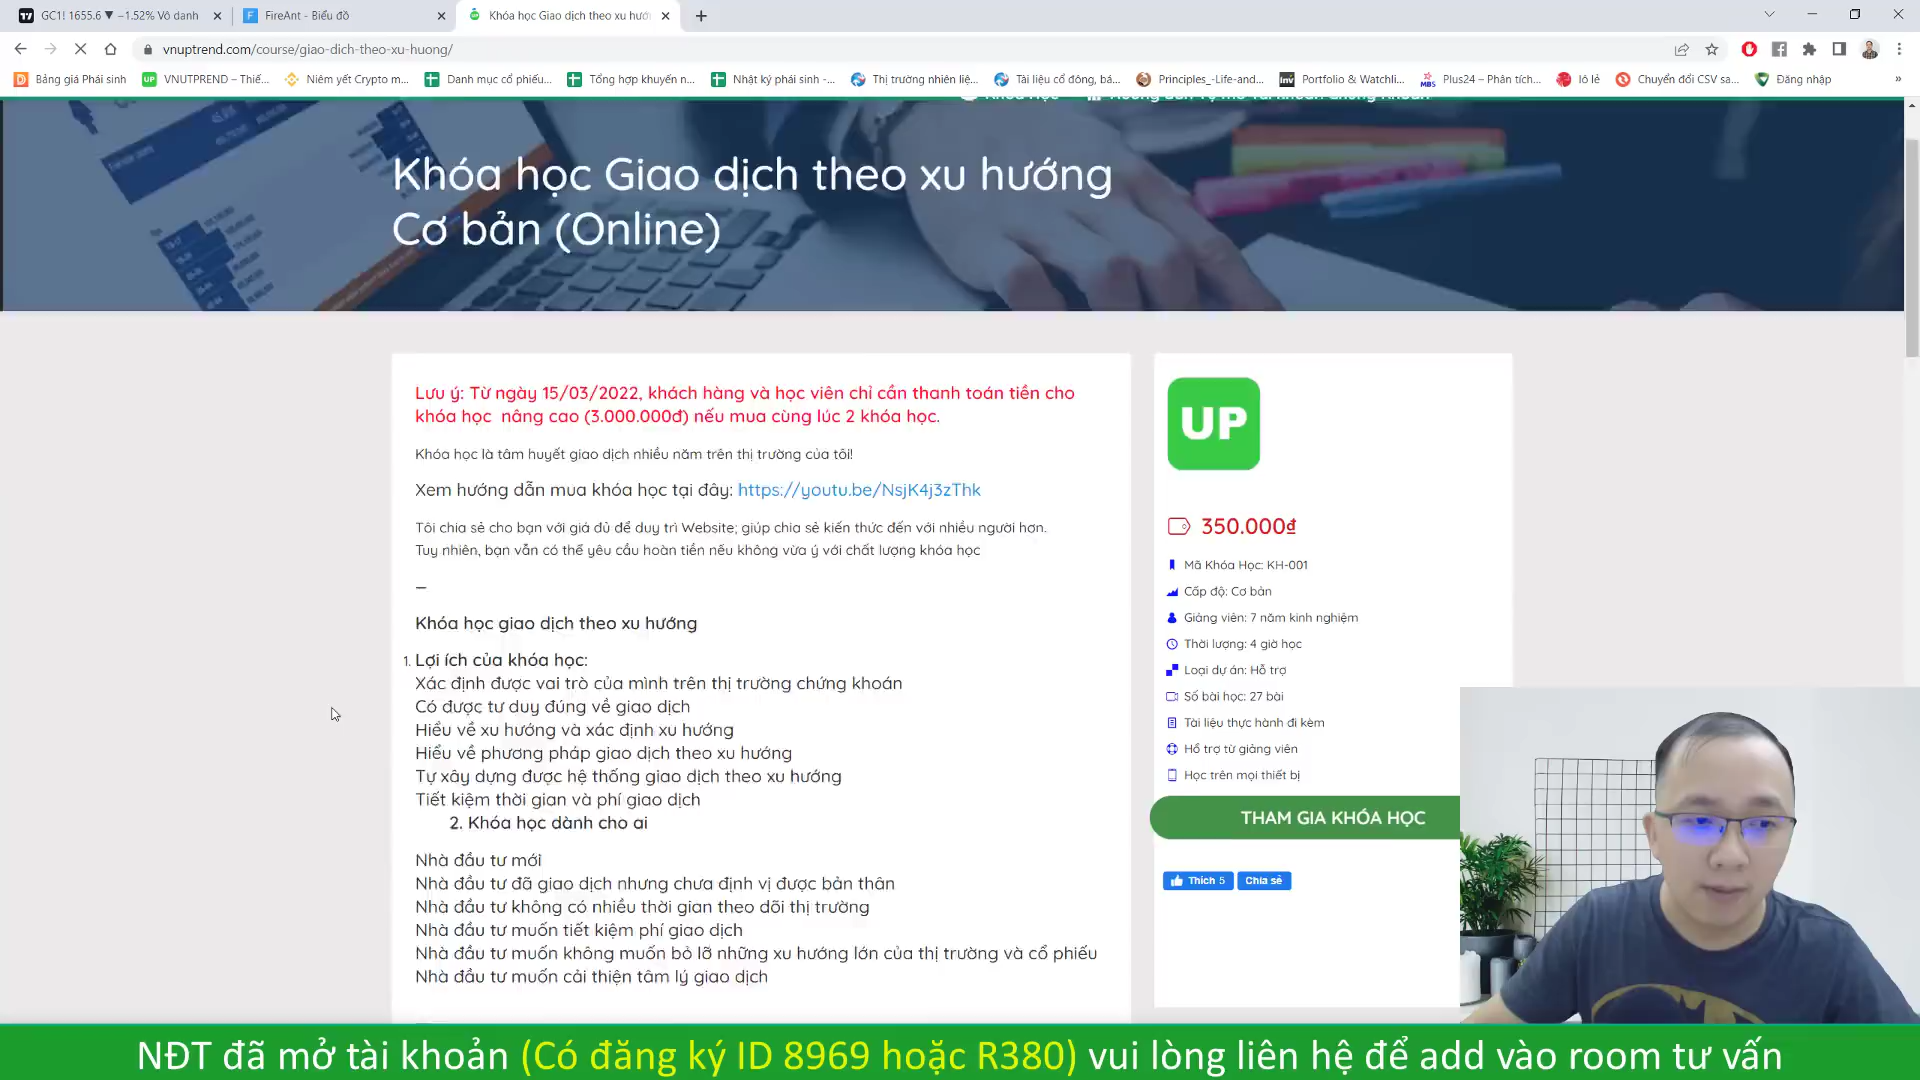 GC1! 1655.6 ▼ −1.52% Vô danh
FireAnt - Biểu đồ
Khóa học Giao dịch theo xu hướ
vnuptrend.com/course/giao-dich-theo-xu-huong/
Bảng giá Phái sinh
VNUTPREND – Thiế...
Niêm yết Crypto m...
Danh mục cổ phiếu...
Tổng hợp khuyến n...
Nhật ký phái sinh -...
Thị trường nhiên liệ...
Tài liệu cổ đông, bá...
Principles_-Life-and...
Portfolio & Watchli...
Plus24 – Phân tích...
lô lẻ
Chuyển đổi CSV sa...
Đăng nhập
Khóa học Giao dịch theo xu hướng
Cơ bản (Online)
Lưu ý: Từ ngày 15/03/2022, khách hàng và học viên chỉ cần thanh toán tiền cho
khóa học nâng cao (3.000.000đ) nếu mua cùng lúc 2 khóa học.
Khóa học là tâm huyết giao dịch nhiều năm trên thị trường của tôi!
Xem hướng dẫn mua khóa học tại đây: https://youtu.be/NsjK4j3zThk
Tôi chia sẻ cho bạn với giá đủ để duy trì Website; giúp chia sẻ kiến thức đến với nhiều người hơn.
Tuy nhiên, bạn vẫn có thể yêu cầu hoàn tiền nếu không vừa ý với chất lượng khóa học
—
Khóa học giao dịch theo xu hướng
1. Lợi ích của khóa học:
Xác định được vai trò của mình trên thị trường chứng khoán
Có được tư duy đúng về giao dịch
Hiểu về xu hướng và xác định xu hướng
Hiểu về phương pháp giao dịch theo xu hướng
Tự xây dựng được hệ thống giao dịch theo xu hướng
Tiết kiệm thời gian và phí giao dịch
2. Khóa học dành cho ai
Nhà đầu tư mới
Nhà đầu tư đã giao dịch nhưng chưa định vị được bản thân
Nhà đầu tư không có nhiều thời gian theo dõi thị trường
Nhà đầu tư muốn tiết kiệm phí giao dịch
Nhà đầu tư muốn không muốn bỏ lỡ những xu hướng lớn của thị trường và cổ phiếu
Nhà đầu tư muốn cải thiện tâm lý giao dịch
UP
350.000₫
Mã Khóa Học: KH-001
Cấp độ: Cơ bản
Giảng viên: 7 năm kinh nghiệm
Thời lượng: 4 giờ học
Loại dự án: Hỗ trợ
Số bài học: 27 bài
Tài liệu thực hành đi kèm
Hổ trợ từ giảng viên
Học trên mọi thiết bị
THAM GIA KHÓA HỌC
Thích 5
Chia sẻ
NĐT đã mở tài khoản (Có đăng ký ID 8969 hoặc R380) vui lòng liên hệ để add vào room tư vấn